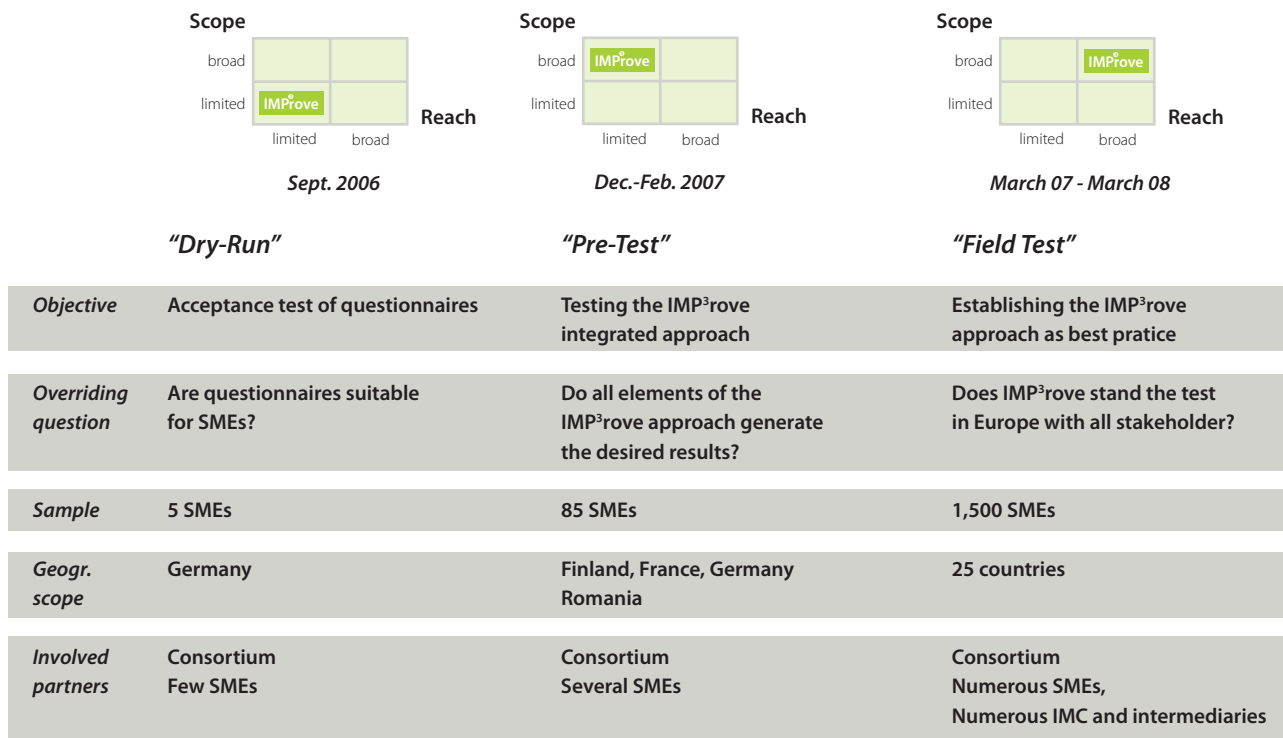 Scope
broad
limited
IMP³rove
Reach
limited broad
Sept. 2006
Scope
broad
IMP³rove
limited
Reach
limited broad
Dec.-Feb. 2007
Scope
broad
IMP³rove
limited
Reach
limited broad
March 07 - March 08
“Dry-Run” “Pre-Test” “Field Test”
Objective
Acceptance test of questionnaires
Testing the IMP³rove
integrated approach
Establishing the IMP³rove
approach as best pratice
Overriding
question
Are questionnaires suitable
for SMEs?
Do all elements of the
IMP³rove approach generate
the desired results?
Does IMP³rove stand the test
in Europe with all stakeholder?
Sample
5 SMEs
85 SMEs
1,500 SMEs
Geogr.
scope
Germany
Finland, France, Germany
Romania
25 countries
Involved
partners
Consortium
Few SMEs
Consortium
Several SMEs
Consortium
Numerous SMEs,
Numerous IMC and intermediaries